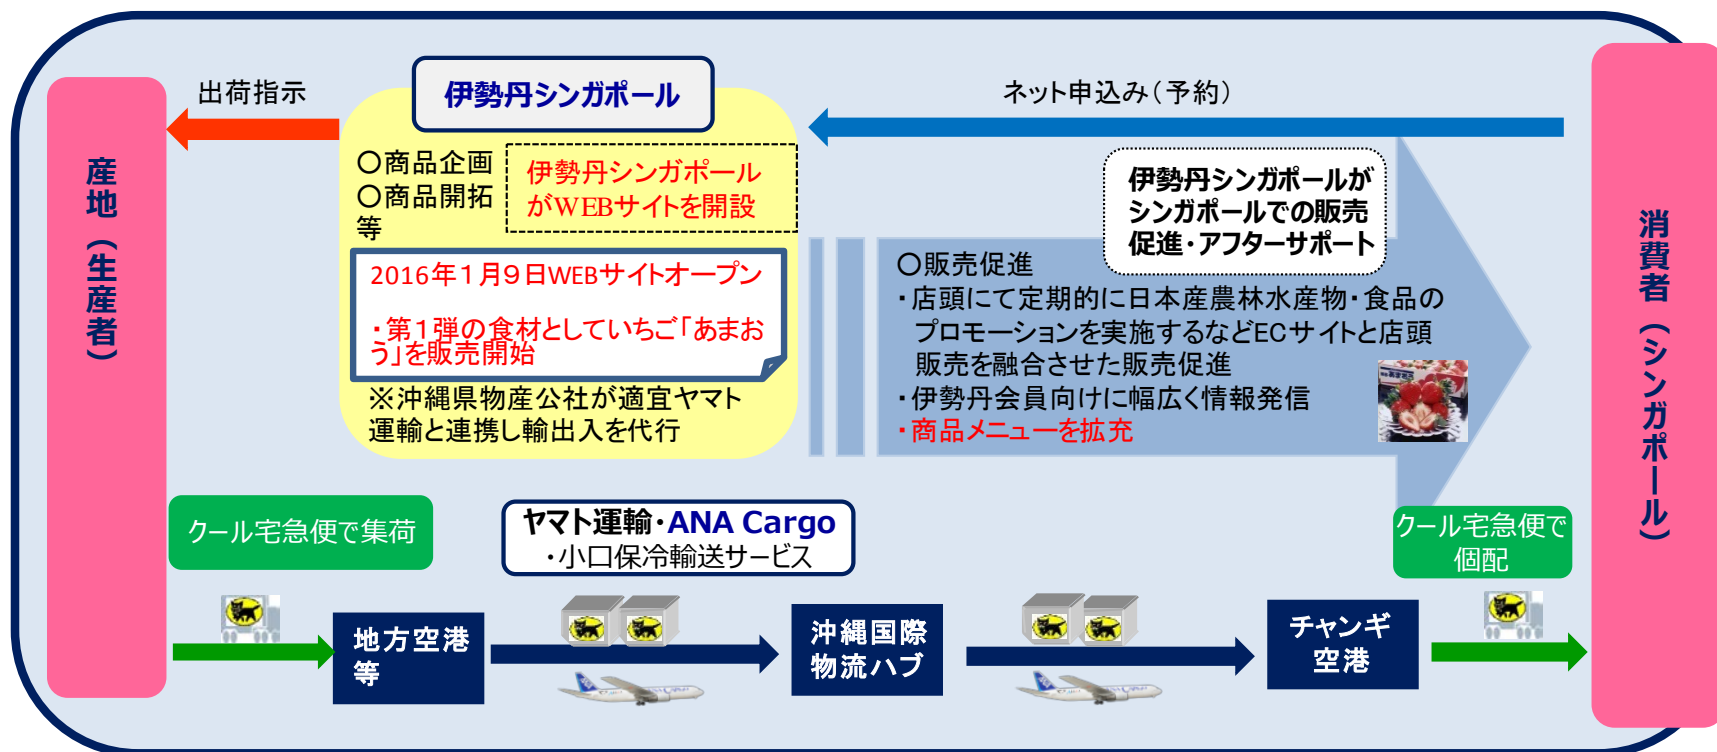 伊勢丹シンガポール
出荷指示
ネット申込み（予約）
産地（生産者）
〇商品企画
〇商品開拓
等
伊勢丹シンガポール
がWEBサイトを開設
2016年１月９日WEBサイトオープン
・第１弾の食材としていちご「あまお
う」を販売開始
※沖縄県物産公社が適宜ヤマト
運輸と連携し輸出入を代行
伊勢丹シンガポールが
シンガポールでの販売
促進・アフターサポート
〇販売促進
・店頭にて定期的に日本産農林水産物・食品の
プロモーションを実施するなどECサイトと店頭
販売を融合させた販売促進
・伊勢丹会員向けに幅広く情報発信
・商品メニューを拡充
消費者（シンガポール）
クール宅急便で集荷
ヤマト運輸・ANA Cargo
・小口保冷輸送サービス
クール宅急便で
個配
地方空港
等
沖縄国際
物流ハブ
チャンギ
空港